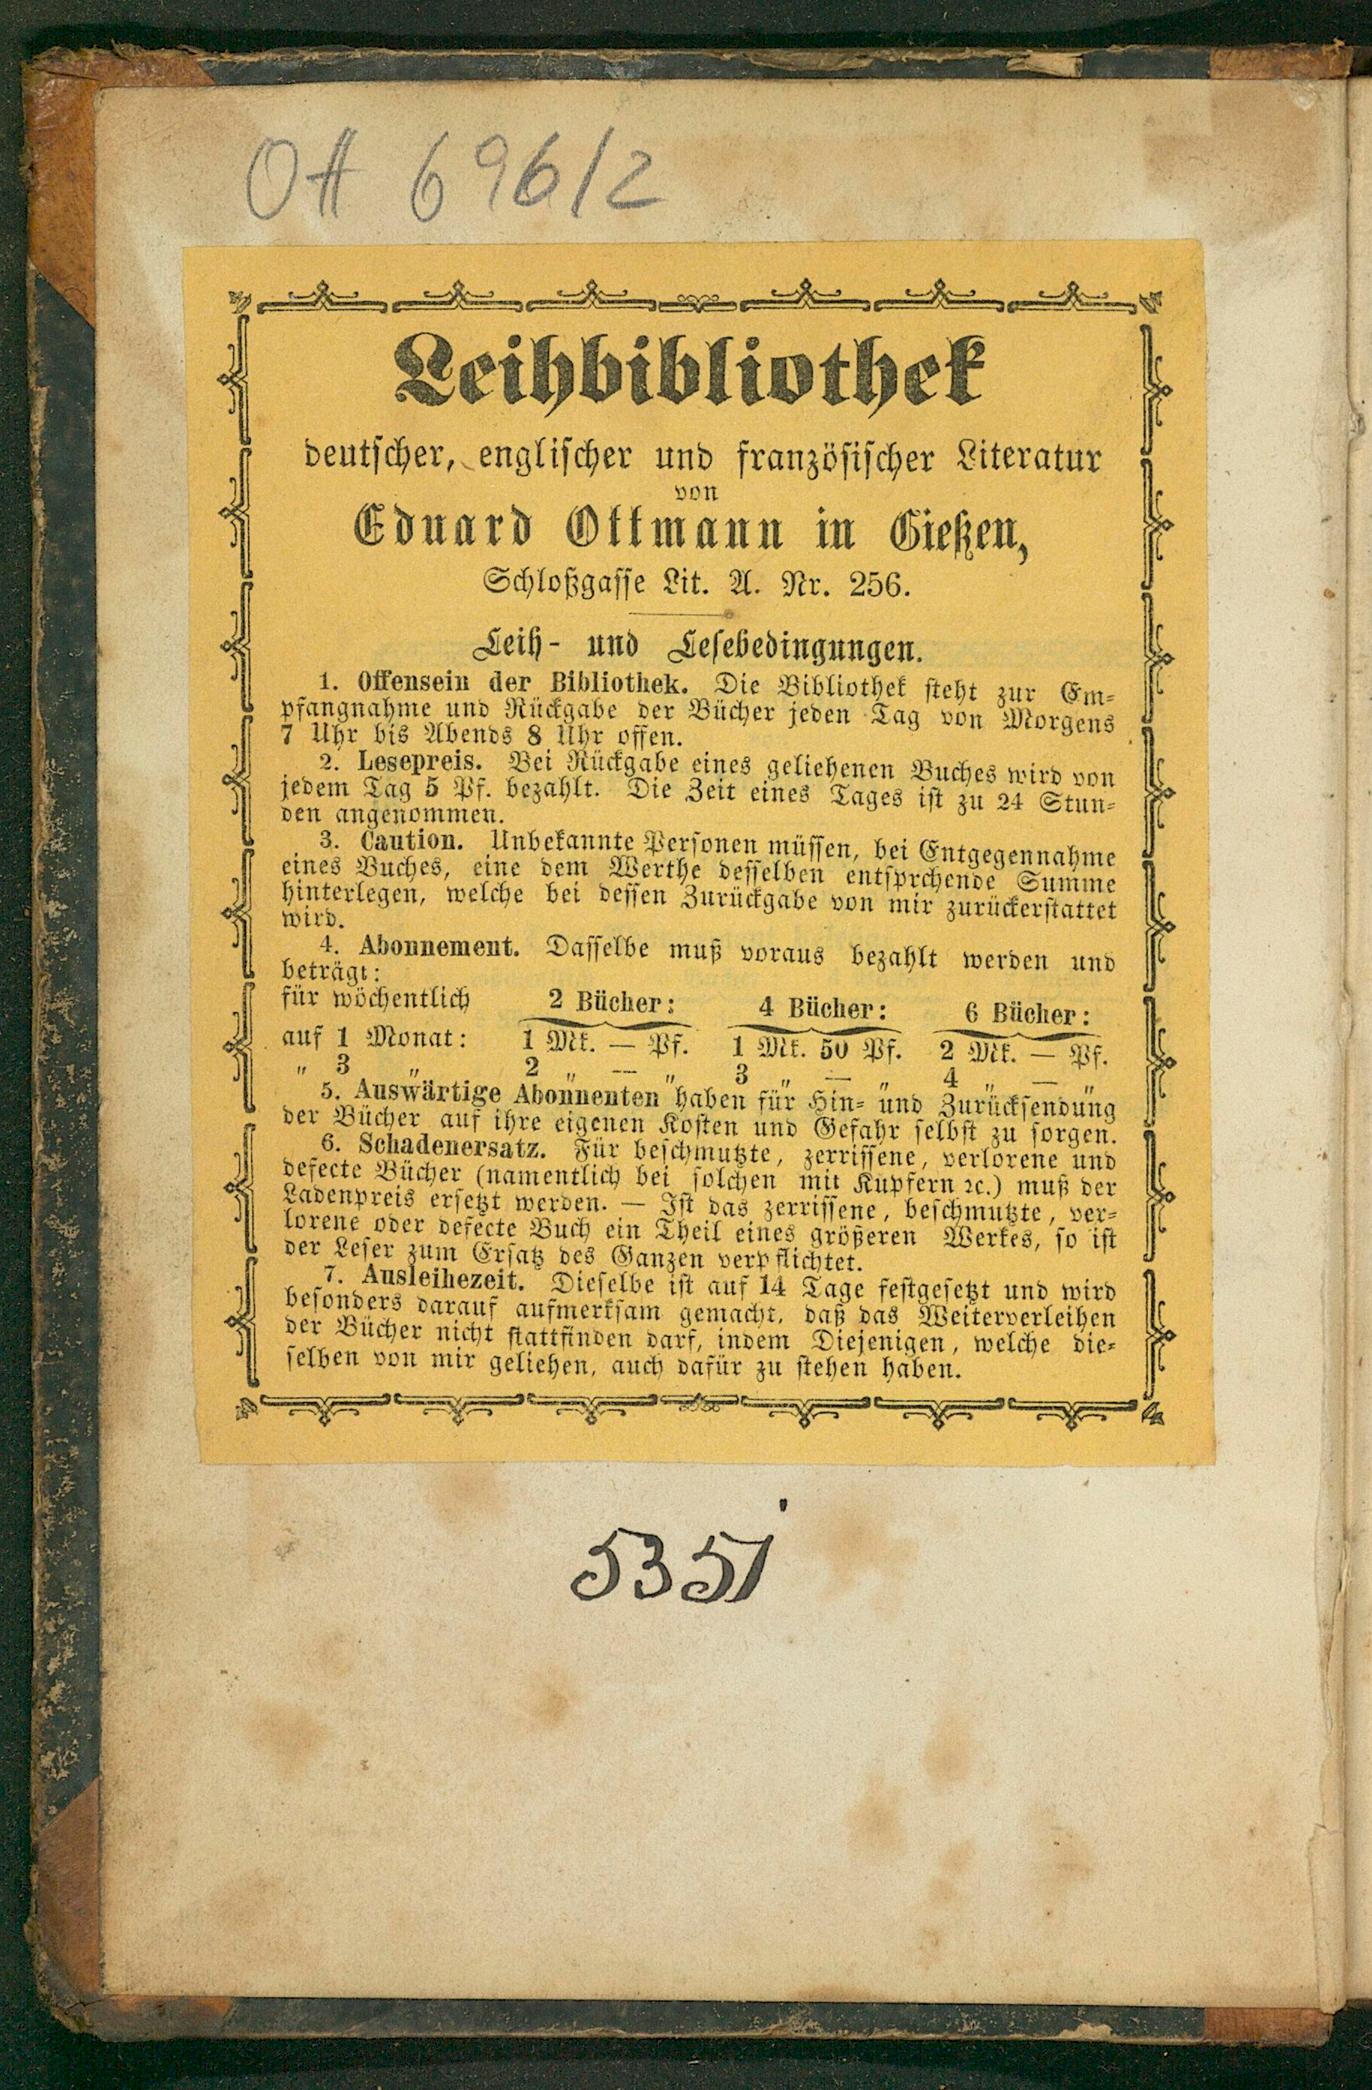 Ott 696/2
Leihbibliothek
deutscher, englischer und französischer Literatur
von
Eduard Ottmann in Gießen,
Schloßgasse Lit. A. Nr. 256.
Leih- und Lesebedingungen.
1. Offensein der Bibliothek. Die Bibliothek steht zur Em-
pfangnahme und Rückgabe der Bücher jeden Tag von Morgens
7 Uhr bis Abends 8 Uhr offen.
2. Lesepreis. Bei Rückgabe eines geliehenen Buches wird von
jedem Tag 5 Pf. bezahlt. Die Zeit eines Tages ist zu 24 Stun-
den angenommen.
3. Caution. Unbekannte Personen müssen, bei Entgegennahme
eines Buches, eine dem Werthe desselben entsprchende Summe
hinterlegen, welche bei dessen Zurückgabe von mir zurückerstattet
wird.
4. Abonnement. Dasselbe muß voraus bezahlt werden und
beträgt:
für wöchentlich 2 Bücher: 4 Bücher: 6 Bücher:
auf 1 Monat: 1 Mk. — Pf. 1 Mk. 50 Pf. 2 Mk. — Pf.
„ 3 „ 2 „ — „ 3 „ — „ 4 „ — „
5. Auswärtige Abonnenten haben für Hin- und Zurücksendung
der Bücher auf ihre eigenen Kosten und Gefahr selbst zu sorgen.
6. Schadenersatz. Für beschmutzte, zerrissene, verlorene und
defecte Bücher (namentlich bei solchen mit Kupfern ꝛc.) muß der
Ladenpreis ersetzt werden. — Ist das zerrissene, beschmutzte, ver-
lorene oder defecte Buch ein Theil eines größeren Werkes, so ist
der Leser zum Ersatz des Ganzen verpflichtet.
7. Ausleihezeit. Dieselbe ist auf 14 Tage festgesetzt und wird
besonders darauf aufmerksam gemacht, daß das Weiterverleihen
der Bücher nicht stattfinden darf, indem Diejenigen, welche die-
selben von mir geliehen, auch dafür zu stehen haben.
5351